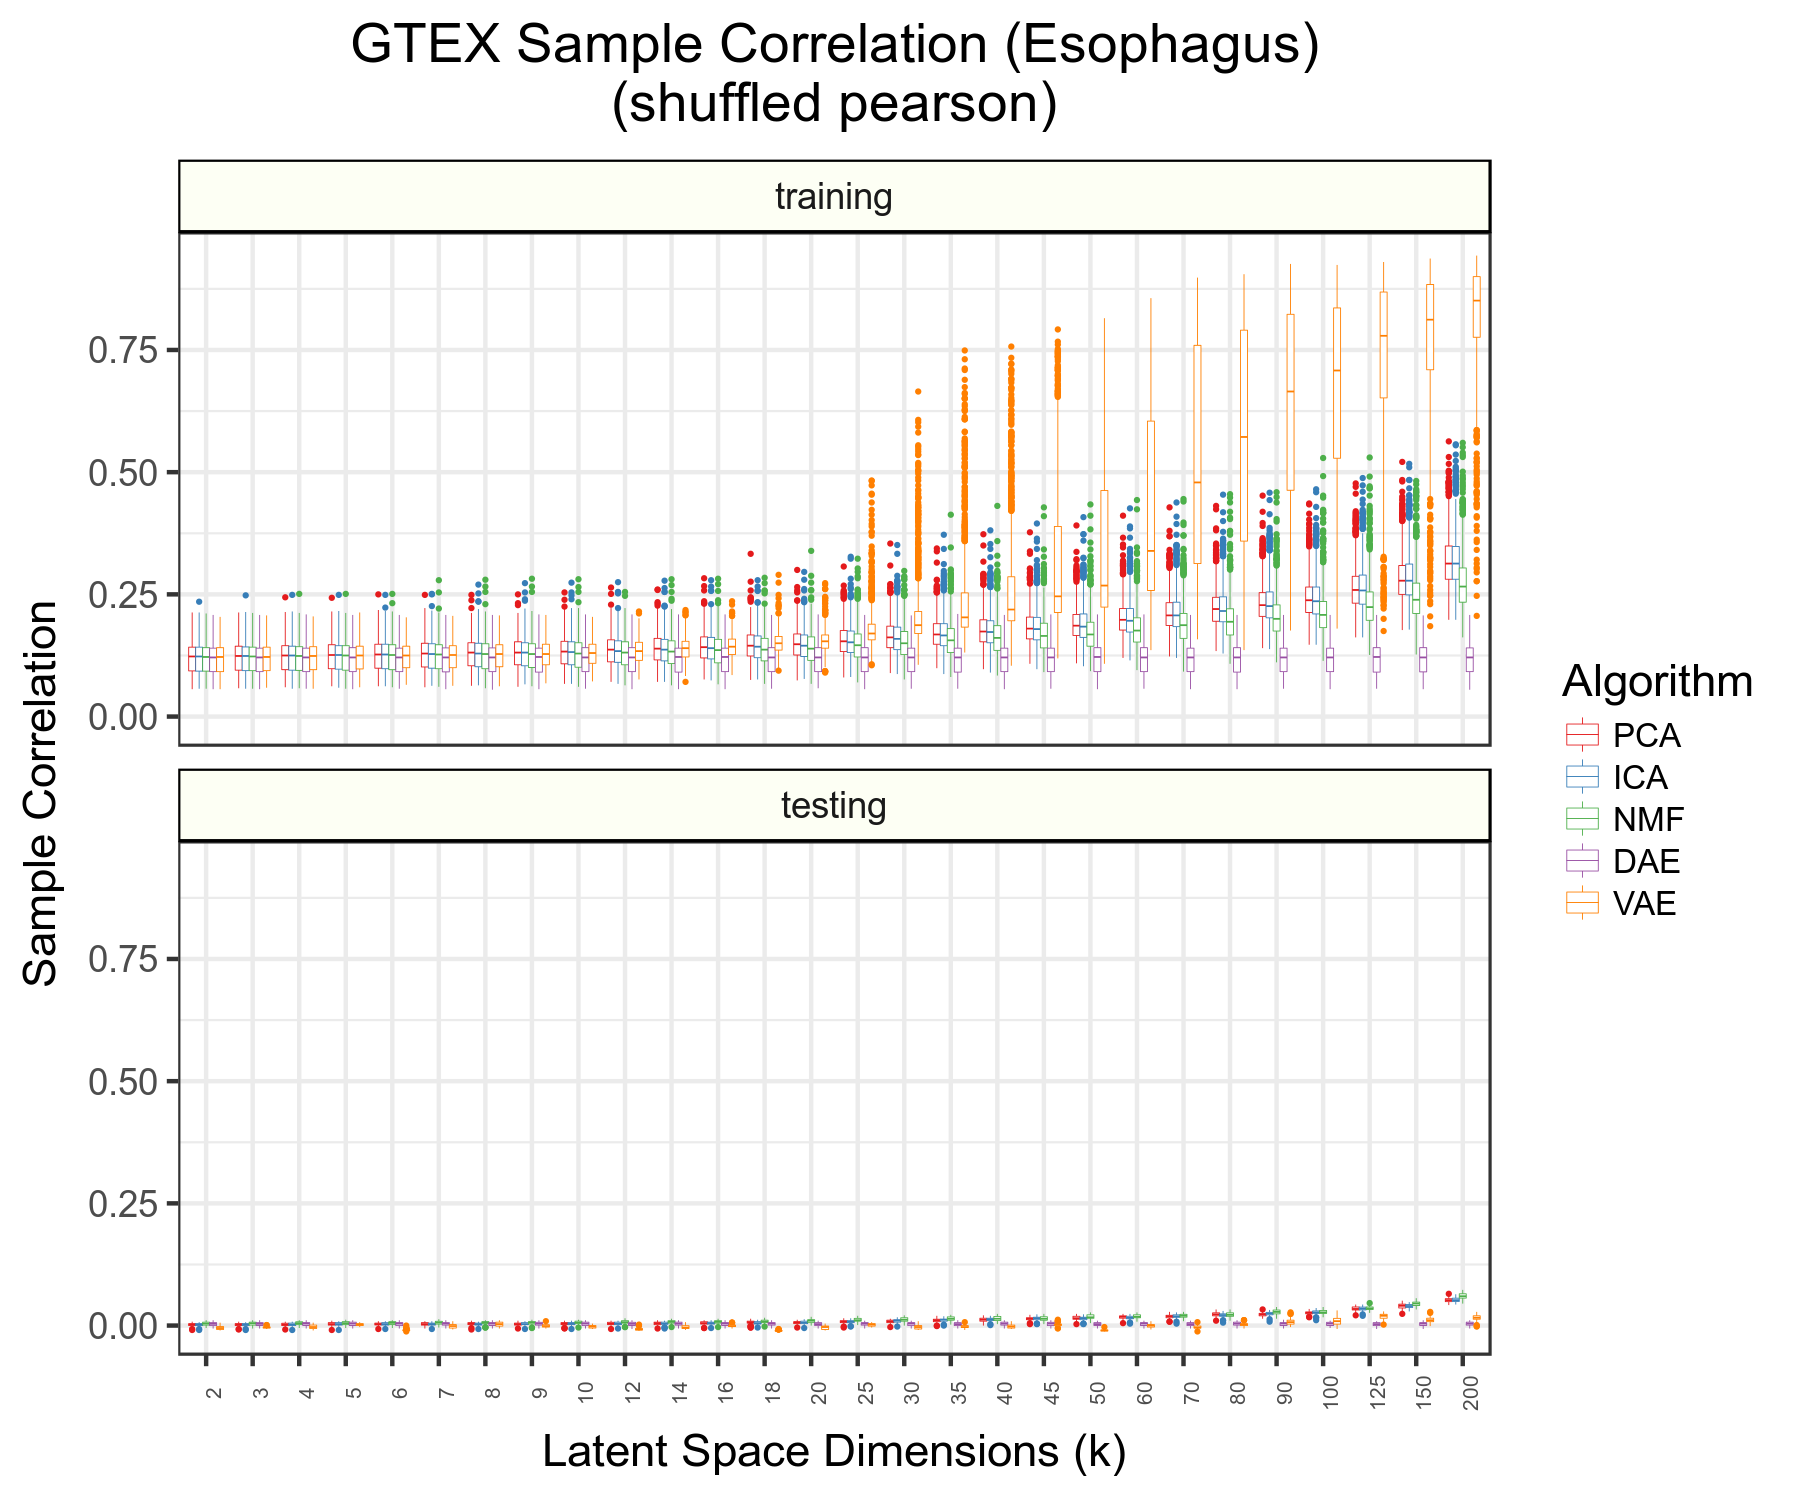 GTEX Sample Correlation (Esophagus)
(shuffled pearson)
training
0.75
0.50
0.25
0.00
testing
0.75
0.50
0.25
0.00
Sample Correlation
2 3 4 5 6 7 8 9 10 12 14 16 18 20 25 30 35 40 45 50 60 70 80 90 100 125 150 200
Latent Space Dimensions (k)
Algorithm
PCA
ICA
NMF
DAE
VAE